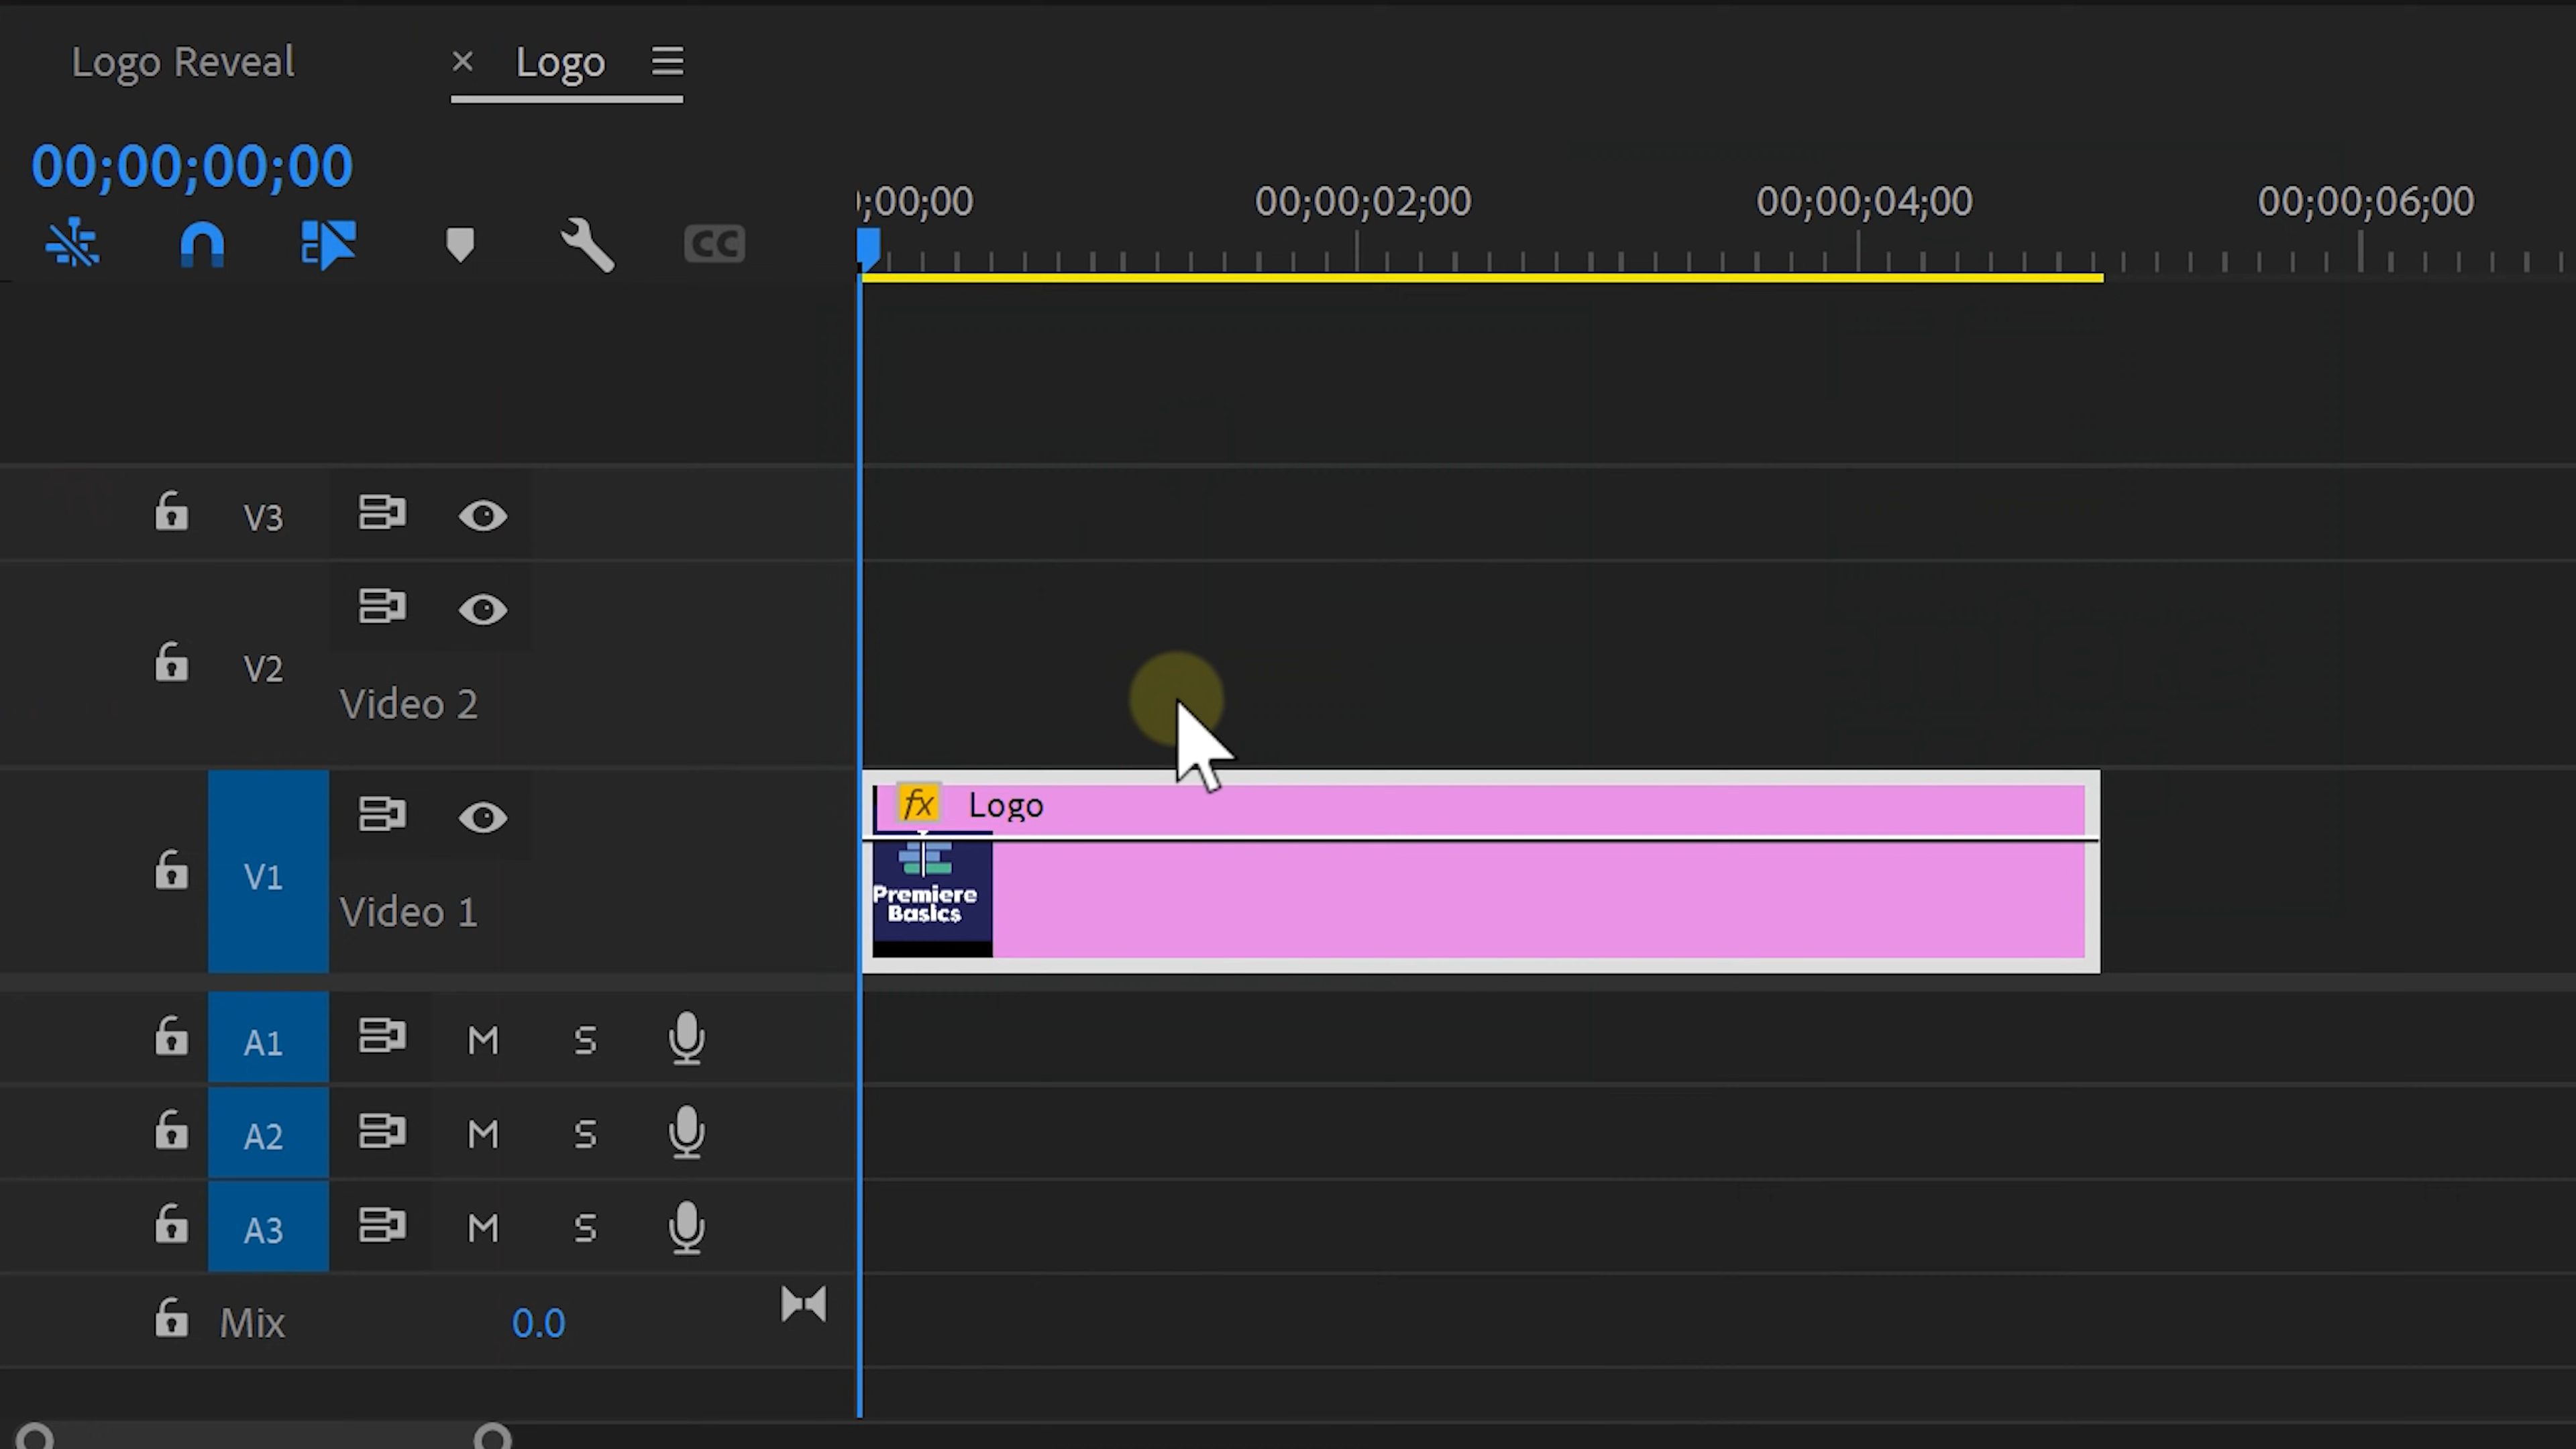 Logo Reveal
× Logo
00;00;00;00
;00;00
00;00;02;00
00;00;04;00
00;00;06;00
CC
V3
V2
Video 2
fx Logo
V1
Video 1
Premiere
Basics
A1 M S
A2 M S
A3 M S
Mix 0.0